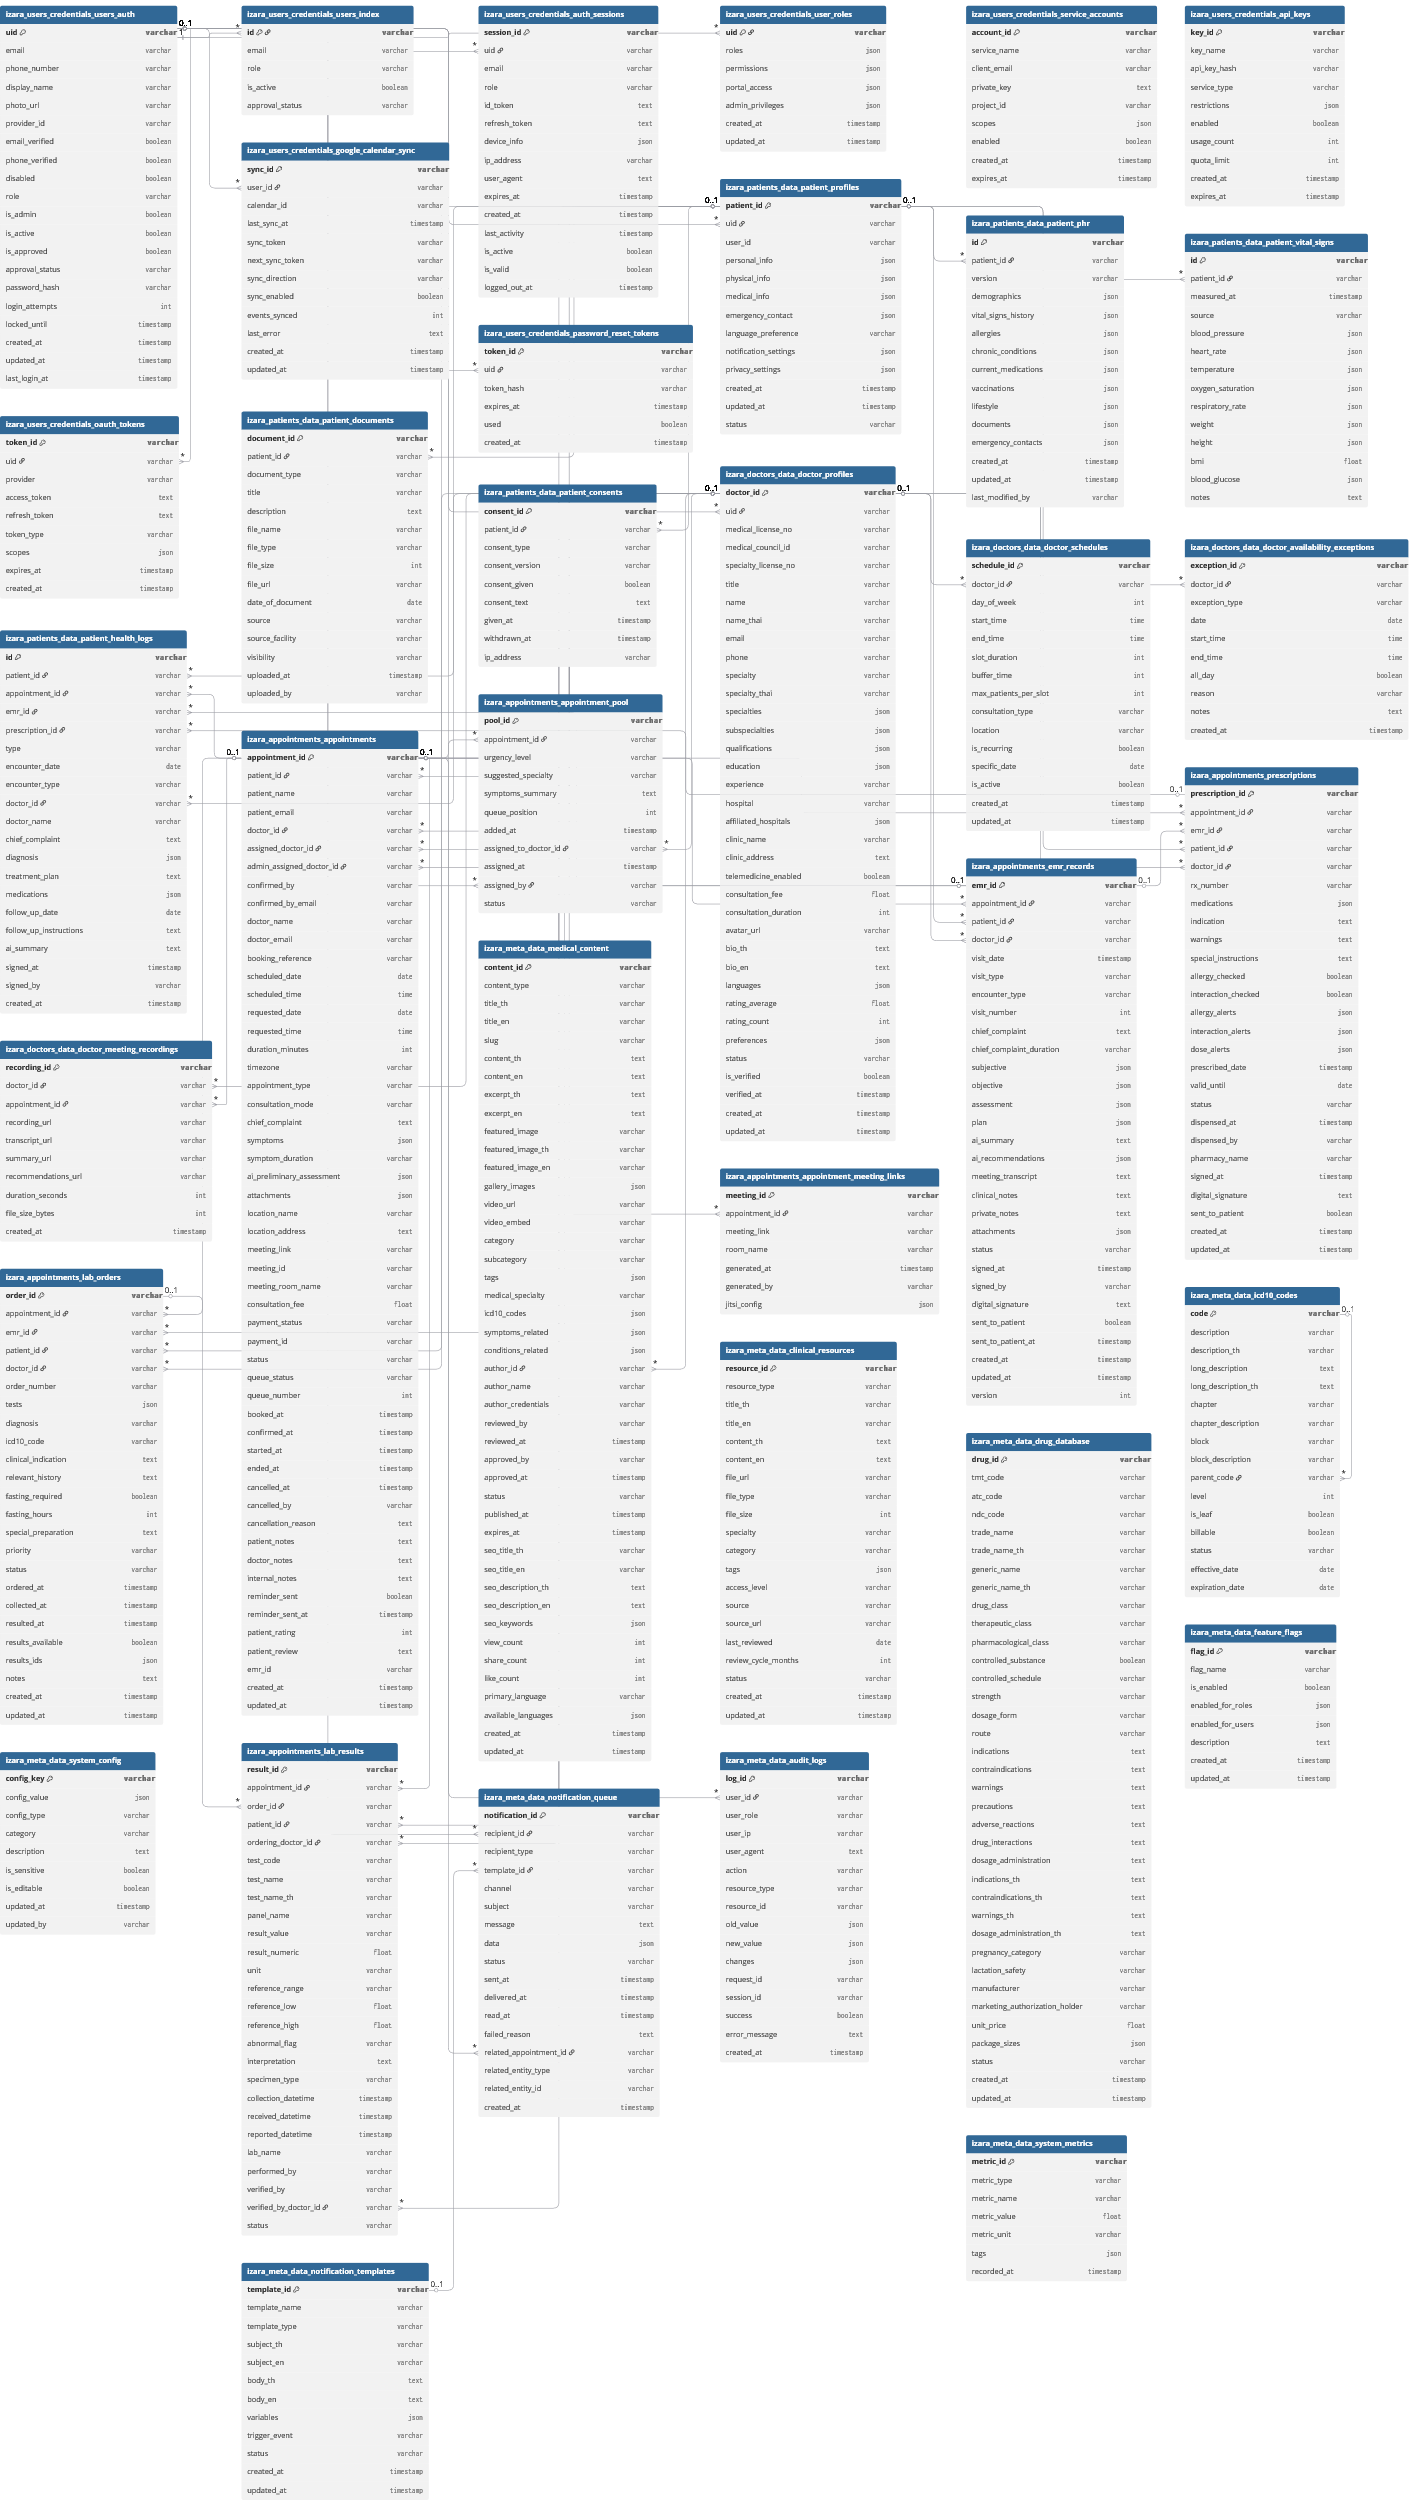 izara_users_credentials_users_auth
uid varchar
email varchar
phone_number varchar
display_name varchar
photo_url varchar
provider_id varchar
email_verified boolean
phone_verified boolean
disabled boolean
role varchar
is_admin boolean
is_active boolean
is_approved boolean
approval_status varchar
password_hash varchar
login_attempts int
locked_until timestamp
created_at timestamp
updated_at timestamp
last_login_at timestamp
izara_users_credentials_oauth_tokens
token_id varchar
uid varchar
provider varchar
access_token text
refresh_token text
token_type varchar
scopes json
expires_at timestamp
created_at timestamp
izara_patients_data_patient_health_logs
id varchar
patient_id varchar
appointment_id varchar
emr_id varchar
prescription_id varchar
type varchar
encounter_date date
encounter_type varchar
doctor_id varchar
doctor_name varchar
chief_complaint text
diagnosis json
treatment_plan text
medications json
follow_up_date date
follow_up_instructions text
ai_summary text
signed_at timestamp
signed_by varchar
created_at timestamp
izara_doctors_data_doctor_meeting_recordings
recording_id varchar
doctor_id varchar
appointment_id varchar
recording_url varchar
transcript_url varchar
summary_url varchar
recommendations_url varchar
duration_seconds int
file_size_bytes int
created_at timestamp
izara_appointments_lab_orders
order_id varchar
appointment_id varchar
emr_id varchar
patient_id varchar
doctor_id varchar
order_number varchar
tests json
diagnosis varchar
icd10_code varchar
clinical_indication text
relevant_history text
fasting_required boolean
fasting_hours int
special_preparation text
priority varchar
status varchar
ordered_at timestamp
collected_at timestamp
resulted_at timestamp
results_available boolean
results_ids json
notes text
created_at timestamp
updated_at timestamp
izara_meta_data_system_config
config_key varchar
config_value json
config_type varchar
category varchar
description text
is_sensitive boolean
is_editable boolean
updated_at timestamp
updated_by varchar
izara_users_credentials_users_index
id varchar
email varchar
role varchar
is_active boolean
approval_status varchar
izara_users_credentials_google_calendar_sync
sync_id varchar
user_id varchar
calendar_id varchar
last_sync_at timestamp
sync_token varchar
next_sync_token varchar
sync_direction varchar
sync_enabled boolean
events_synced int
last_error text
created_at timestamp
updated_at timestamp
izara_patients_data_patient_documents
document_id varchar
patient_id varchar
document_type varchar
title varchar
description text
file_name varchar
file_type varchar
file_size int
file_url varchar
date_of_document date
source varchar
source_facility varchar
visibility varchar
uploaded_at timestamp
uploaded_by varchar
izara_appointments_appointments
appointment_id varchar
patient_id varchar
patient_name varchar
patient_email varchar
doctor_id varchar
assigned_doctor_id varchar
admin_assigned_doctor_id varchar
confirmed_by varchar
confirmed_by_email varchar
doctor_name varchar
doctor_email varchar
booking_reference varchar
scheduled_date date
scheduled_time time
requested_date date
requested_time time
duration_minutes int
timezone varchar
appointment_type varchar
consultation_mode varchar
chief_complaint text
symptoms json
symptom_duration varchar
ai_preliminary_assessment json
attachments json
location_name varchar
location_address text
meeting_link varchar
meeting_id varchar
meeting_room_name varchar
consultation_fee float
payment_status varchar
payment_id varchar
status varchar
queue_status varchar
queue_number int
booked_at timestamp
confirmed_at timestamp
started_at timestamp
ended_at timestamp
cancelled_at timestamp
cancelled_by varchar
cancellation_reason text
patient_notes text
doctor_notes text
internal_notes text
reminder_sent boolean
reminder_sent_at timestamp
patient_rating int
patient_review text
emr_id varchar
created_at timestamp
updated_at timestamp
izara_appointments_lab_results
result_id varchar
appointment_id varchar
order_id varchar
patient_id varchar
ordering_doctor_id varchar
test_code varchar
test_name varchar
test_name_th varchar
panel_name varchar
result_value varchar
result_numeric float
unit varchar
reference_range varchar
reference_low float
reference_high float
abnormal_flag varchar
interpretation text
specimen_type varchar
collection_datetime timestamp
received_datetime timestamp
reported_datetime timestamp
lab_name varchar
performed_by varchar
verified_by varchar
verified_by_doctor_id varchar
status varchar
izara_meta_data_notification_templates
template_id varchar
template_name varchar
template_type varchar
subject_th varchar
subject_en varchar
body_th text
body_en text
variables json
trigger_event varchar
status varchar
created_at timestamp
updated_at timestamp
izara_users_credentials_auth_sessions
session_id varchar
uid varchar
email varchar
role varchar
id_token text
refresh_token text
device_info json
ip_address varchar
user_agent text
expires_at timestamp
created_at timestamp
last_activity timestamp
is_active boolean
is_valid boolean
logged_out_at timestamp
izara_users_credentials_password_reset_tokens
token_id varchar
uid varchar
token_hash varchar
expires_at timestamp
used boolean
created_at timestamp
izara_patients_data_patient_consents
consent_id varchar
patient_id varchar
consent_type varchar
consent_version varchar
consent_given boolean
consent_text text
given_at timestamp
withdrawn_at timestamp
ip_address varchar
izara_appointments_appointment_pool
pool_id varchar
appointment_id varchar
urgency_level varchar
suggested_specialty varchar
symptoms_summary text
queue_position int
added_at timestamp
assigned_to_doctor_id varchar
assigned_at timestamp
assigned_by varchar
status varchar
izara_meta_data_medical_content
content_id varchar
content_type varchar
title_th varchar
title_en varchar
slug varchar
content_th text
content_en text
excerpt_th text
excerpt_en text
featured_image varchar
featured_image_th varchar
featured_image_en varchar
gallery_images json
video_url varchar
video_embed varchar
category varchar
subcategory varchar
tags json
medical_specialty varchar
icd10_codes json
symptoms_related json
conditions_related json
author_id varchar
author_name varchar
author_credentials varchar
reviewed_by varchar
reviewed_at timestamp
approved_by varchar
approved_at timestamp
status varchar
published_at timestamp
expires_at timestamp
seo_title_th varchar
seo_title_en varchar
seo_description_th text
seo_description_en text
seo_keywords json
view_count int
share_count int
like_count int
primary_language varchar
available_languages json
created_at timestamp
updated_at timestamp
izara_meta_data_notification_queue
notification_id varchar
recipient_id varchar
recipient_type varchar
template_id varchar
channel varchar
subject varchar
message text
data json
status varchar
sent_at timestamp
delivered_at timestamp
read_at timestamp
failed_reason text
related_appointment_id varchar
related_entity_type varchar
related_entity_id varchar
created_at timestamp
izara_users_credentials_user_roles
uid varchar
roles json
permissions json
portal_access json
admin_privileges json
created_at timestamp
updated_at timestamp
izara_patients_data_patient_profiles
patient_id varchar
uid varchar
user_id varchar
personal_info json
physical_info json
medical_info json
emergency_contact json
language_preference varchar
notification_settings json
privacy_settings json
created_at timestamp
updated_at timestamp
status varchar
izara_doctors_data_doctor_profiles
doctor_id varchar
uid varchar
medical_license_no varchar
medical_council_id varchar
specialty_license_no varchar
title varchar
name varchar
name_thai varchar
email varchar
phone varchar
specialty varchar
specialty_thai varchar
specialties json
subspecialties json
qualifications json
education json
experience varchar
hospital varchar
affiliated_hospitals json
clinic_name varchar
clinic_address text
telemedicine_enabled boolean
consultation_fee float
consultation_duration int
avatar_url varchar
bio_th text
bio_en text
languages json
rating_average float
rating_count int
preferences json
status varchar
is_verified boolean
verified_at timestamp
created_at timestamp
updated_at timestamp
izara_appointments_appointment_meeting_links
meeting_id varchar
appointment_id varchar
meeting_link varchar
room_name varchar
generated_at timestamp
generated_by varchar
jitsi_config json
izara_meta_data_clinical_resources
resource_id varchar
resource_type varchar
title_th varchar
title_en varchar
content_th text
content_en text
file_url varchar
file_type varchar
file_size int
specialty varchar
category varchar
tags json
access_level varchar
source varchar
source_url varchar
last_reviewed date
review_cycle_months int
status varchar
created_at timestamp
updated_at timestamp
izara_meta_data_audit_logs
log_id varchar
user_id varchar
user_role varchar
user_ip varchar
user_agent text
action varchar
resource_type varchar
resource_id varchar
old_value json
new_value json
changes json
request_id varchar
session_id varchar
success boolean
error_message text
created_at timestamp
izara_users_credentials_service_accounts
account_id varchar
service_name varchar
client_email varchar
private_key text
project_id varchar
scopes json
enabled boolean
created_at timestamp
expires_at timestamp
izara_patients_data_patient_phr
id varchar
patient_id varchar
version varchar
demographics json
vital_signs_history json
allergies json
chronic_conditions json
current_medications json
vaccinations json
lifestyle json
documents json
emergency_contacts json
created_at timestamp
updated_at timestamp
last_modified_by varchar
izara_doctors_data_doctor_schedules
schedule_id varchar
doctor_id varchar
day_of_week int
start_time time
end_time time
slot_duration int
buffer_time int
max_patients_per_slot int
consultation_type varchar
location varchar
is_recurring boolean
specific_date date
is_active boolean
created_at timestamp
updated_at timestamp
izara_appointments_emr_records
emr_id varchar
appointment_id varchar
patient_id varchar
doctor_id varchar
visit_date timestamp
visit_type varchar
encounter_type varchar
visit_number int
chief_complaint text
chief_complaint_duration varchar
subjective json
objective json
assessment json
plan json
ai_summary text
ai_recommendations json
meeting_transcript text
clinical_notes text
private_notes text
attachments json
status varchar
signed_at timestamp
signed_by varchar
digital_signature text
sent_to_patient boolean
sent_to_patient_at timestamp
created_at timestamp
updated_at timestamp
version int
izara_meta_data_drug_database
drug_id varchar
tmt_code varchar
atc_code varchar
ndc_code varchar
trade_name varchar
trade_name_th varchar
generic_name varchar
generic_name_th varchar
drug_class varchar
therapeutic_class varchar
pharmacological_class varchar
controlled_substance boolean
controlled_schedule varchar
strength varchar
dosage_form varchar
route varchar
indications text
contraindications text
warnings text
precautions text
adverse_reactions text
drug_interactions text
dosage_administration text
indications_th text
contraindications_th text
warnings_th text
dosage_administration_th text
pregnancy_category varchar
lactation_safety varchar
manufacturer varchar
marketing_authorization_holder varchar
unit_price float
package_sizes json
status varchar
created_at timestamp
updated_at timestamp
izara_meta_data_system_metrics
metric_id varchar
metric_type varchar
metric_name varchar
metric_value float
metric_unit varchar
tags json
recorded_at timestamp
izara_users_credentials_api_keys
key_id varchar
key_name varchar
api_key_hash varchar
service_type varchar
restrictions json
enabled boolean
usage_count int
quota_limit int
created_at timestamp
expires_at timestamp
izara_patients_data_patient_vital_signs
id varchar
patient_id varchar
measured_at timestamp
source varchar
blood_pressure json
heart_rate json
temperature json
oxygen_saturation json
respiratory_rate json
weight json
height json
bmi float
blood_glucose json
notes text
izara_doctors_data_doctor_availability_exceptions
exception_id varchar
doctor_id varchar
exception_type varchar
date date
start_time time
end_time time
all_day boolean
reason varchar
notes text
created_at timestamp
izara_appointments_prescriptions
prescription_id varchar
appointment_id varchar
emr_id varchar
patient_id varchar
doctor_id varchar
rx_number varchar
medications json
indication text
warnings text
special_instructions text
allergy_checked boolean
interaction_checked boolean
allergy_alerts json
interaction_alerts json
dose_alerts json
prescribed_date timestamp
valid_until date
status varchar
dispensed_at timestamp
dispensed_by varchar
pharmacy_name varchar
signed_at timestamp
digital_signature text
sent_to_patient boolean
created_at timestamp
updated_at timestamp
izara_meta_data_icd10_codes
code varchar
description varchar
description_th varchar
long_description text
long_description_th text
chapter varchar
chapter_description varchar
block varchar
block_description varchar
parent_code varchar
level int
is_leaf boolean
billable boolean
status varchar
effective_date date
expiration_date date
izara_meta_data_feature_flags
flag_id varchar
flag_name varchar
is_enabled boolean
enabled_for_roles json
enabled_for_users json
description text
created_at timestamp
updated_at timestamp